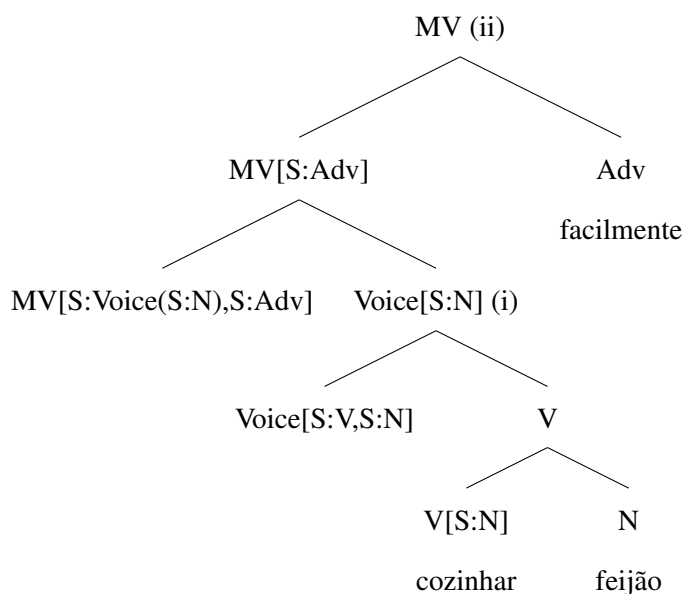 MV (ii)
MV[S:Adv] Adv
facilmente
MV[S:Voice(S:N),S:Adv] Voice[S:N] (i)
Voice[S:V,S:N] V
V[S:N] N
cozinhar feijão